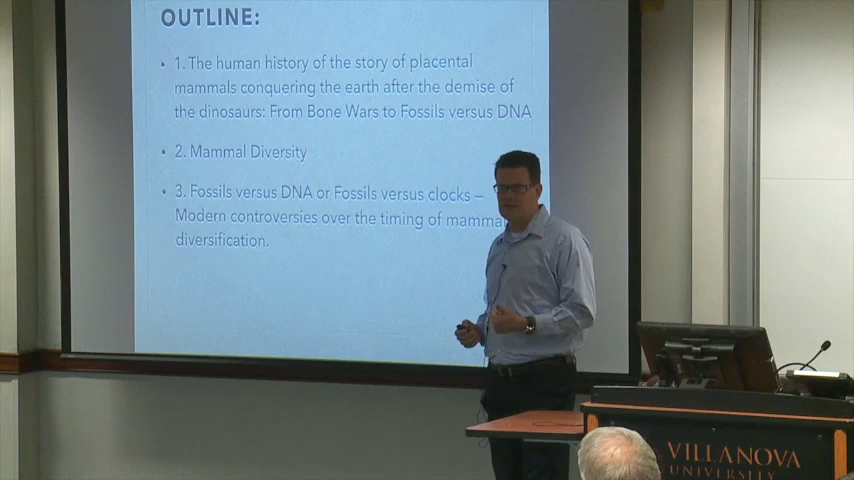 OUTLINE:
• 1. The human history of the story of placental
mammals conquering the earth after the demise of
the dinosaurs: From Bone Wars to Fossils versus DNA
• 2. Mammal Diversity
• 3. Fossils versus DNA or Fossils versus clocks –
Modern controversies over the timing of mammal
diversification.
VILLANOVA
UNIVERSITY